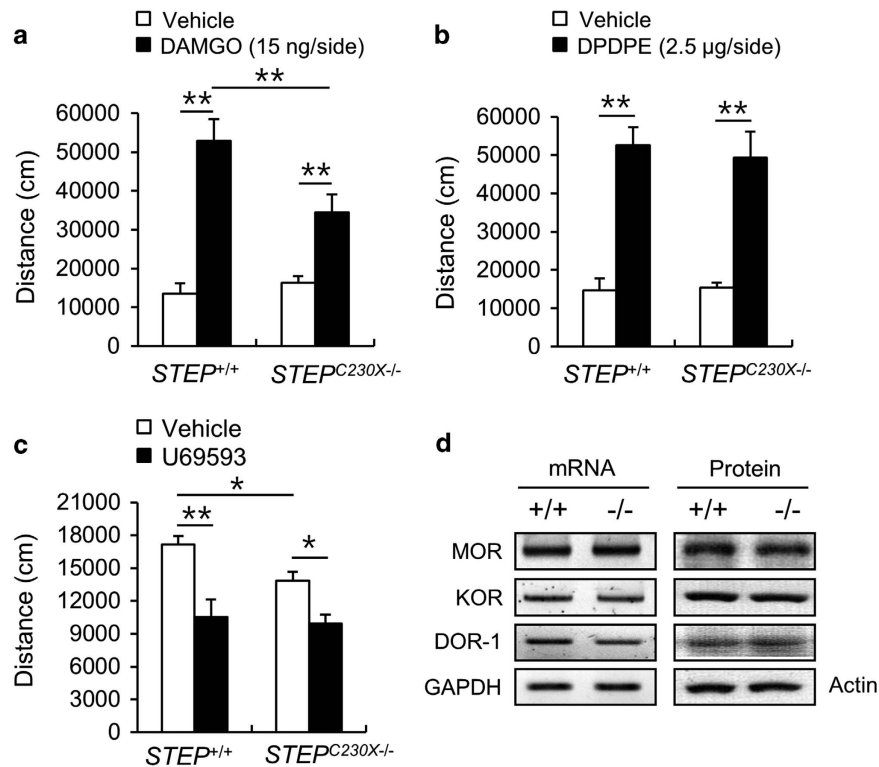 a
Vehicle
DAMGO (15 ng/side)
**
**
**
Distance (cm)
60000
50000
40000
30000
20000
10000
0
STEP+/+
STEPC230X-/-
b
Vehicle
DPDPE (2.5 µg/side)
**
**
Distance (cm)
60000
50000
40000
30000
20000
10000
0
STEP+/+
STEPC230X-/-
c
Vehicle
U69593
*
**
*
Distance (cm)
21000
18000
15000
12000
9000
6000
3000
0
STEP+/+
STEPC230X-/-
d
mRNA Protein
+/+ -/- +/+ -/-
MOR
KOR
DOR-1
GAPDH Actin